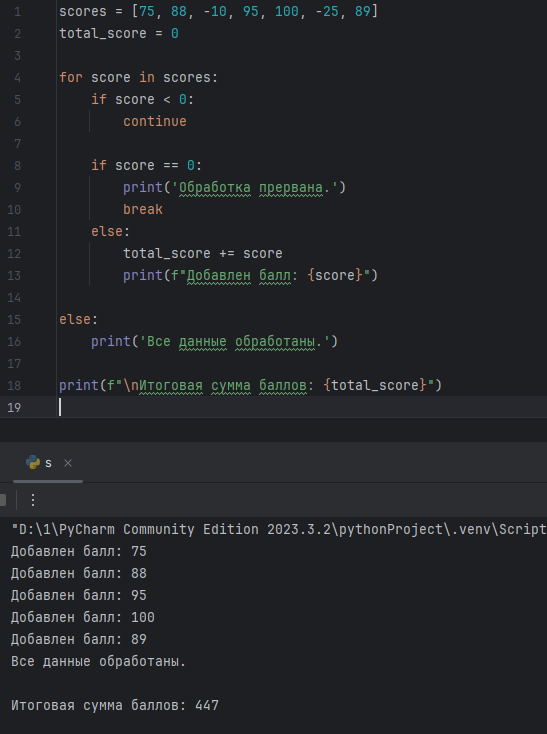 1 scores = [75, 88, -10, 95, 100, -25, 89]
2 total_score = 0
3
4 for score in scores:
5     if score < 0:
6         continue
7
8     if score == 0:
9         print('Обработка прервана.')
10         break
11     else:
12         total_score += score
13         print(f"Добавлен балл: {score}")
14
15 else:
16     print('Все данные обработаны.')
17
18 print(f"\nИтоговая сумма баллов: {total_score}")
19
s ×
"D:\1\PyCharm Community Edition 2023.3.2\pythonProject\.venv\Script
Добавлен балл: 75
Добавлен балл: 88
Добавлен балл: 95
Добавлен балл: 100
Добавлен балл: 89
Все данные обработаны.
Итоговая сумма баллов: 447